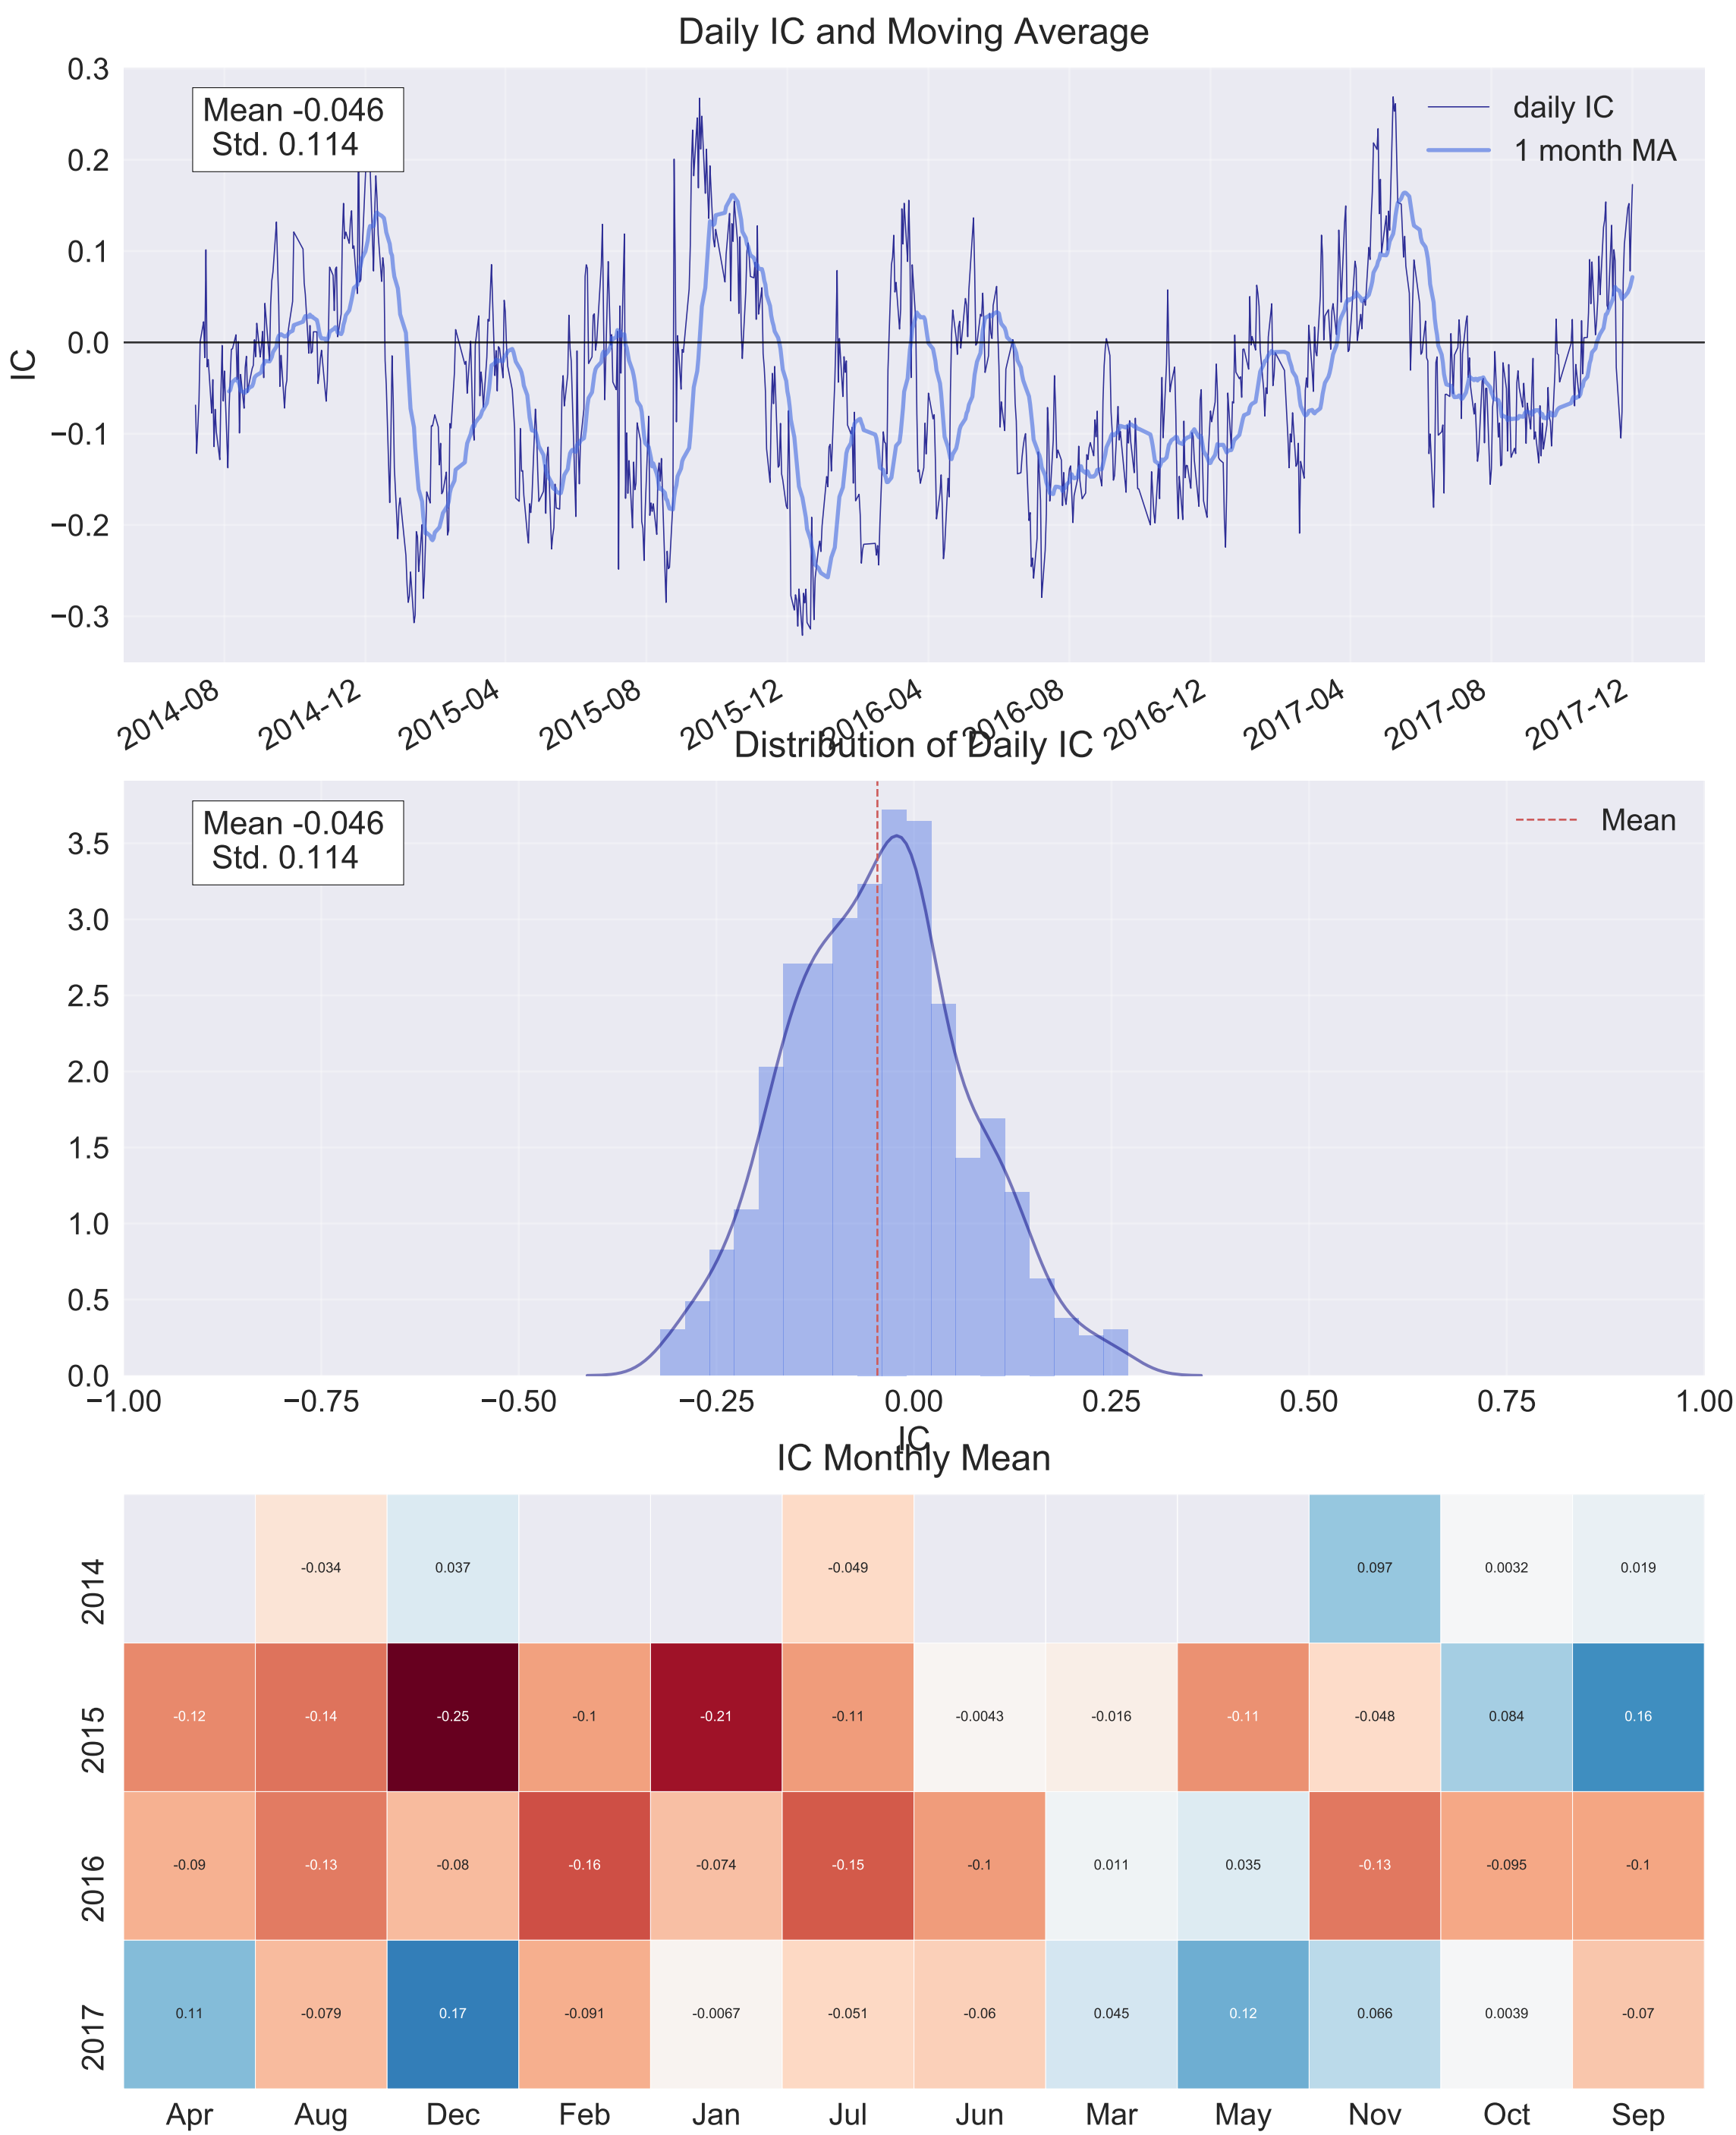 Daily IC and Moving Average
0.3
0.2
0.1
0.0
−0.1
−0.2
−0.3
IC
Mean -0.046
Std. 0.114
daily IC
1 month MA
2014-08 2014-12 2015-04 2015-08 2015-12 2016-04 2016-08 2016-12 2017-04 2017-08 2017-12
Distribution of Daily IC
3.5
3.0
2.5
2.0
1.5
1.0
0.5
0.0
Mean -0.046
Std. 0.114
Mean
−1.00 −0.75 −0.50 −0.25 0.00 0.25 0.50 0.75 1.00
IC
IC Monthly Mean
2014 -0.034 0.037 -0.049 0.097 0.0032 0.019
2015 -0.12 -0.14 -0.25 -0.1 -0.21 -0.11 -0.0043 -0.016 -0.11 -0.048 0.084 0.16
2016 -0.09 -0.13 -0.08 -0.16 -0.074 -0.15 -0.1 0.011 0.035 -0.13 -0.095 -0.1
2017 0.11 -0.079 0.17 -0.091 -0.0067 -0.051 -0.06 0.045 0.12 0.066 0.0039 -0.07
Apr Aug Dec Feb Jan Jul Jun Mar May Nov Oct Sep